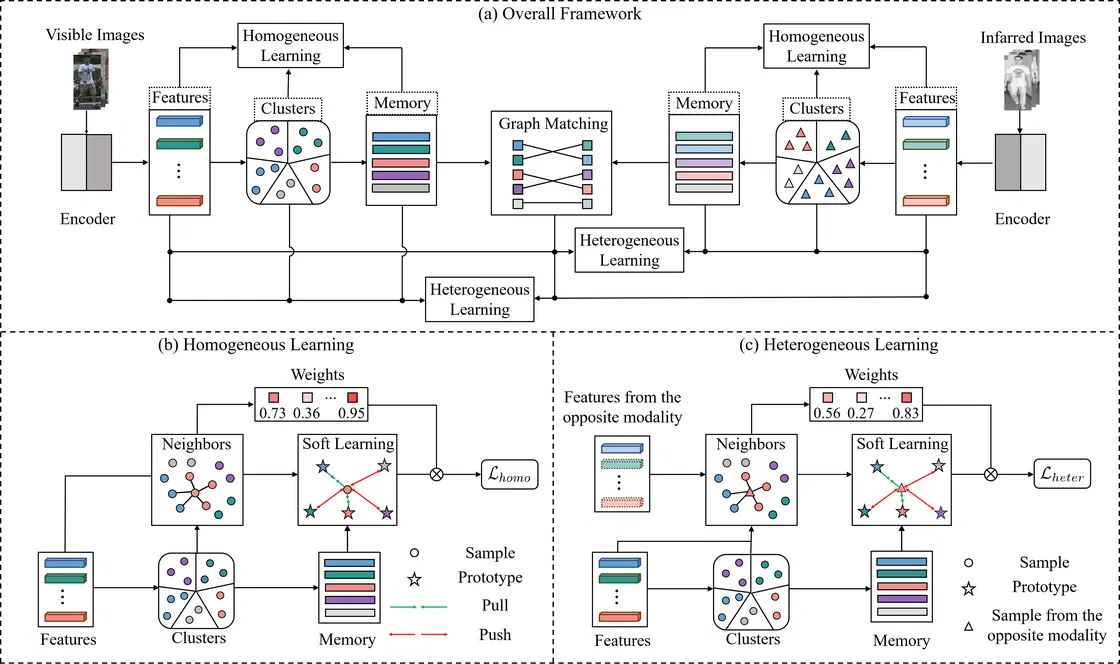 (a) Overall Framework
Visible Images
Homogeneous
Learning
Homogeneous
Learning
Infarred Images
Features
Clusters
Memory
Graph Matching
Memory
Clusters
Features
Encoder
Encoder
Heterogeneous
Learning
Heterogeneous
Learning
(b) Homogeneous Learning
Weights
0.73 0.36 ... 0.95
Neighbors
Soft Learning
ℒhomo
Sample
Prototype
Pull
Push
Features
Clusters
Memory
(c) Heterogeneous Learning
Weights
Features from the
opposite modality
0.56 0.27 ... 0.83
Neighbors
Soft Learning
ℒheter
Sample
Prototype
Sample from the
opposite modality
Features
Clusters
Memory